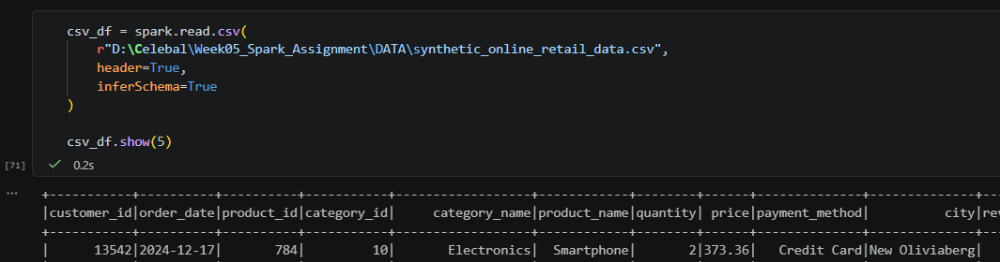 csv_df = spark.read.csv(
    r"D:\Celebal\Week05_Spark_Assignment\DATA\synthetic_online_retail_data.csv",
    header=True,
    inferSchema=True
)
csv_df.show(5)
[71] ✓ 0.2s
...
+-----------+----------+----------+-----------+--------------------+------------+--------+------+--------------+---------------+---
|customer_id|order_date|product_id|category_id|       category_name|product_name|quantity| price|payment_method|           city|rev
+-----------+----------+----------+-----------+--------------------+------------+--------+------+--------------+---------------+---
|      13542|2024-12-17|       784|         10|         Electronics|  Smartphone|       2|373.36|   Credit Card|New Oliviaberg|